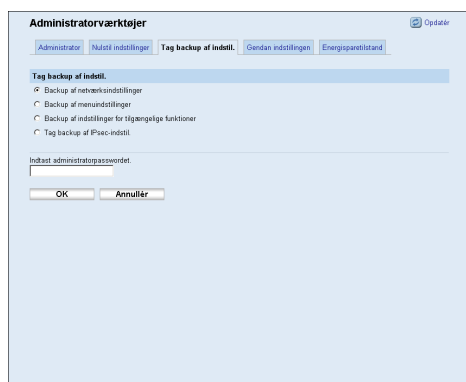 Administratorværktøjer
Opdatér
Administrator Nulstil indstillinger Tag backup af indstil. Gendan indstillingen Energisparetilstand
Tag backup af indstil.
Backup af netværksindstillinger
Backup af menuindstillinger
Backup af indstillinger for tilgængelige funktioner
Tag backup af IPsec-indstil.
Indtast administratorpasswordet.
OK Annullér